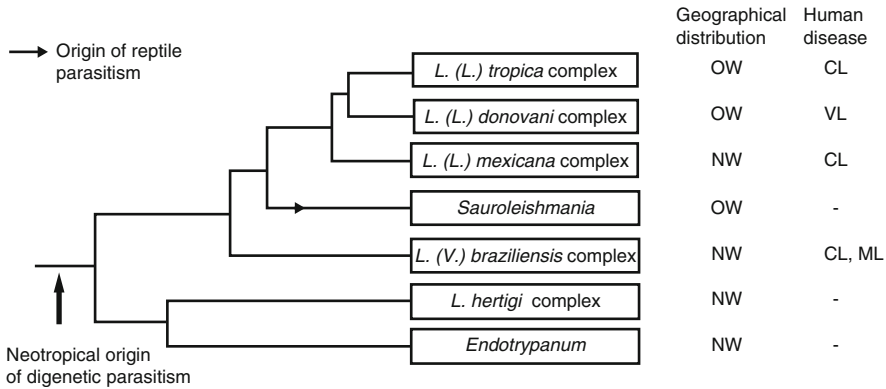 Geographical distribution
Human disease
Origin of reptile parasitism
L. (L.) tropica complex OW CL
L. (L.) donovani complex OW VL
L. (L.) mexicana complex NW CL
Sauroleishmania OW -
L. (V.) braziliensis complex NW CL, ML
L. hertigi complex NW -
Endotrypanum NW -
Neotropical origin
of digenetic parasitism